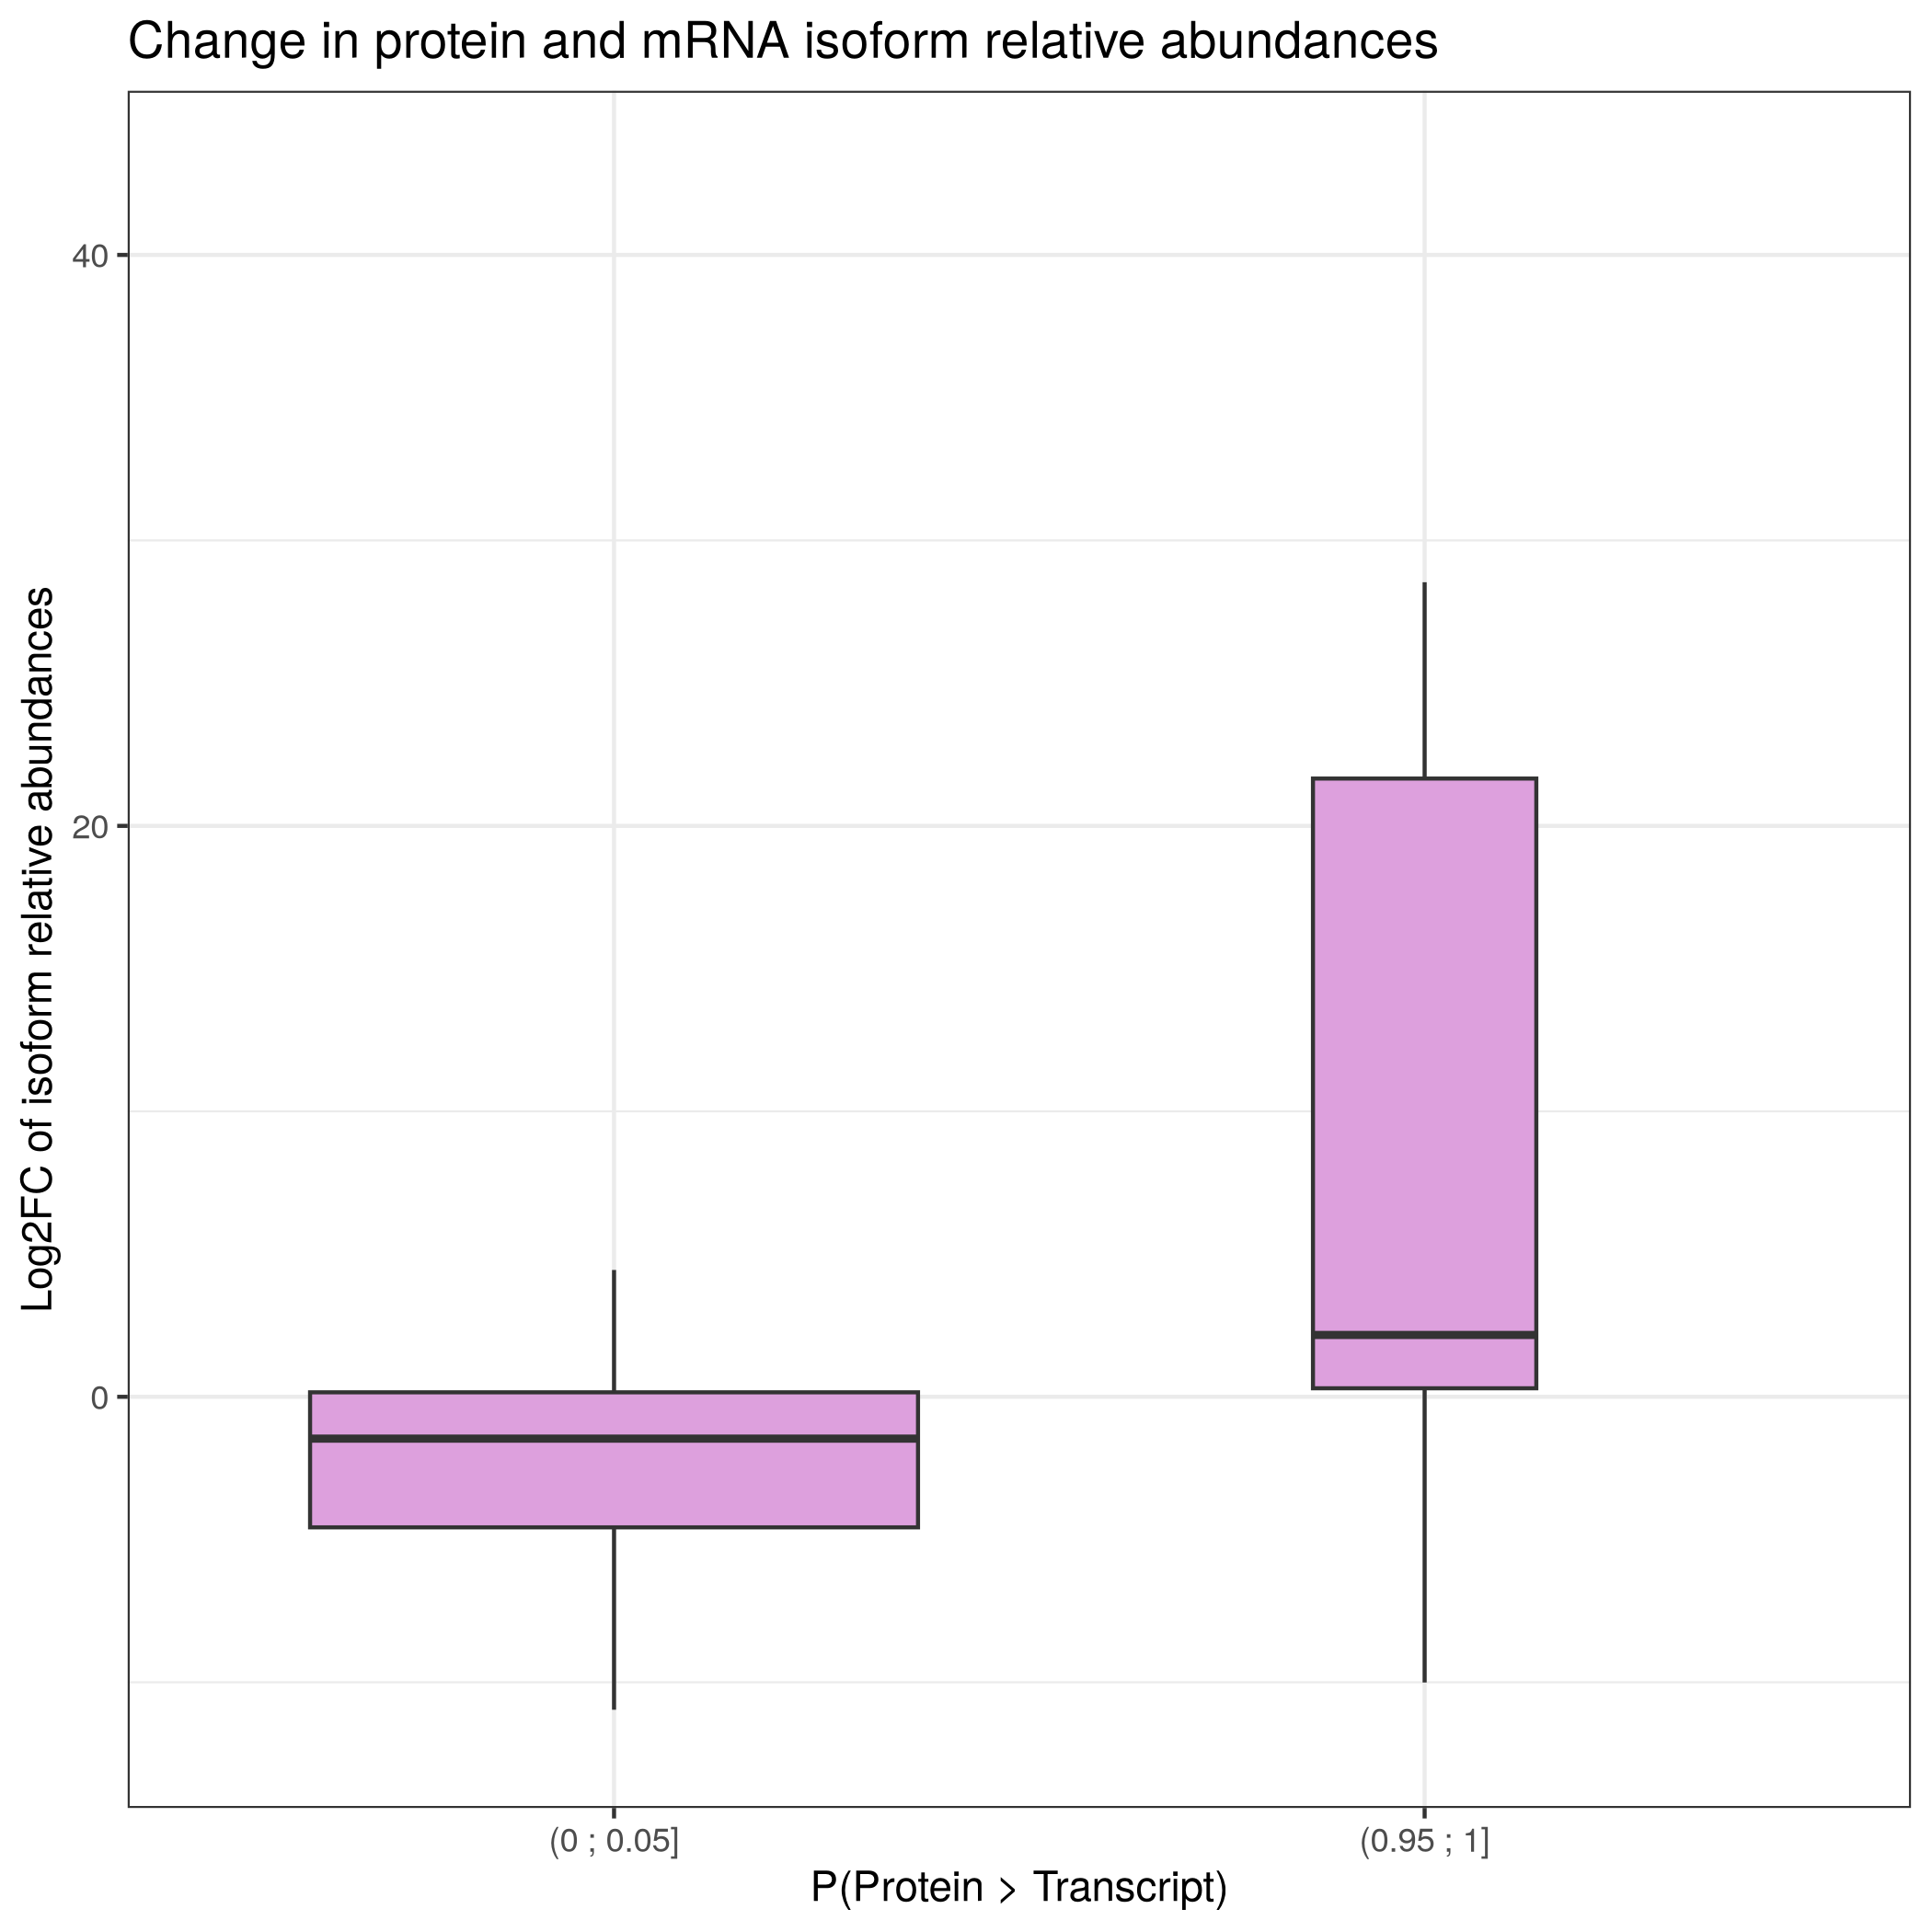 Change in protein and mRNA isoform relative abundances
Log2FC of isoform relative abundances
40
20
0
(0 ; 0.05]
(0.95 ; 1]
P(Protein > Transcript)